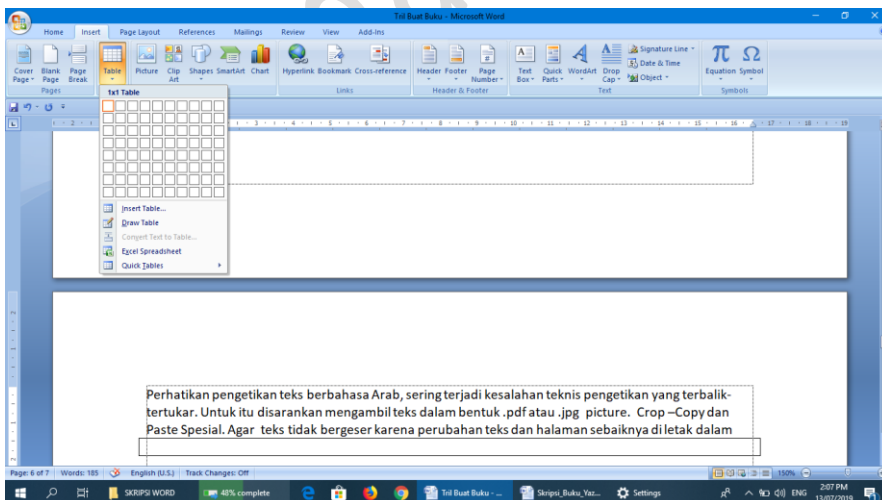 Tril Buat Buku - Microsoft Word
Home Insert Page Layout References Mailings Review View Add-Ins
Cover Page Blank Page Page Break Table Picture Clip Art Shapes SmartArt Chart Hyperlink Bookmark Cross-reference Header Footer Page Number Text Box Quick Parts WordArt Drop Cap Signature Line Date & Time Object Equation Symbol
Pages Links Header & Footer Text Symbols
1x1 Table
Insert Table...
Draw Table
Convert Text to Table...
Excel Spreadsheet
Quick Tables
Perhatikan pengetikan teks berbahasa Arab, sering terjadi kesalahan teknis pengetikan yang terbalik-
tertukar. Untuk itu disarankan mengambil teks dalam bentuk .pdf atau .jpg picture. Crop –Copy dan
Paste Spesial. Agar teks tidak bergeser karena perubahan teks dan halaman sebaiknya di letak dalam
Page: 6 of 7 Words: 185 English (U.S.) Track Changes: Off 150%
SKRIPSI WORD 48% complete Tril Buat Buku - ... Skripsi_Buku_Yaz... Settings ENG 2:07 PM
13/07/2019